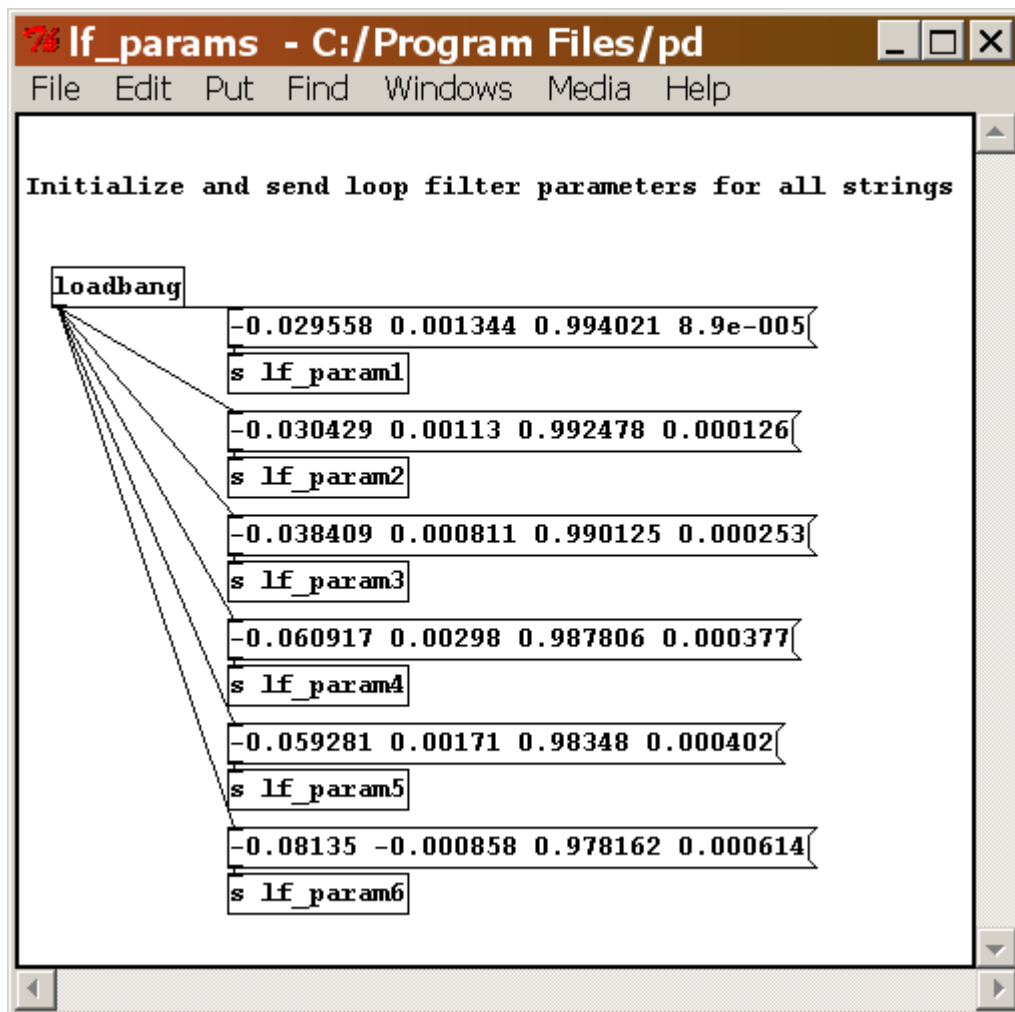 lf_params - C:/Program Files/pd
File Edit Put Find Windows Media Help
Initialize and send loop filter parameters for all strings
loadbang
-0.029558 0.001344 0.994021 8.9e-005
s lf_param1
-0.030429 0.00113 0.992478 0.000126
s lf_param2
-0.038409 0.000811 0.990125 0.000253
s lf_param3
-0.060917 0.00298 0.987806 0.000377
s lf_param4
-0.059281 0.00171 0.98348 0.000402
s lf_param5
-0.08135 -0.000858 0.978162 0.000614
s lf_param6